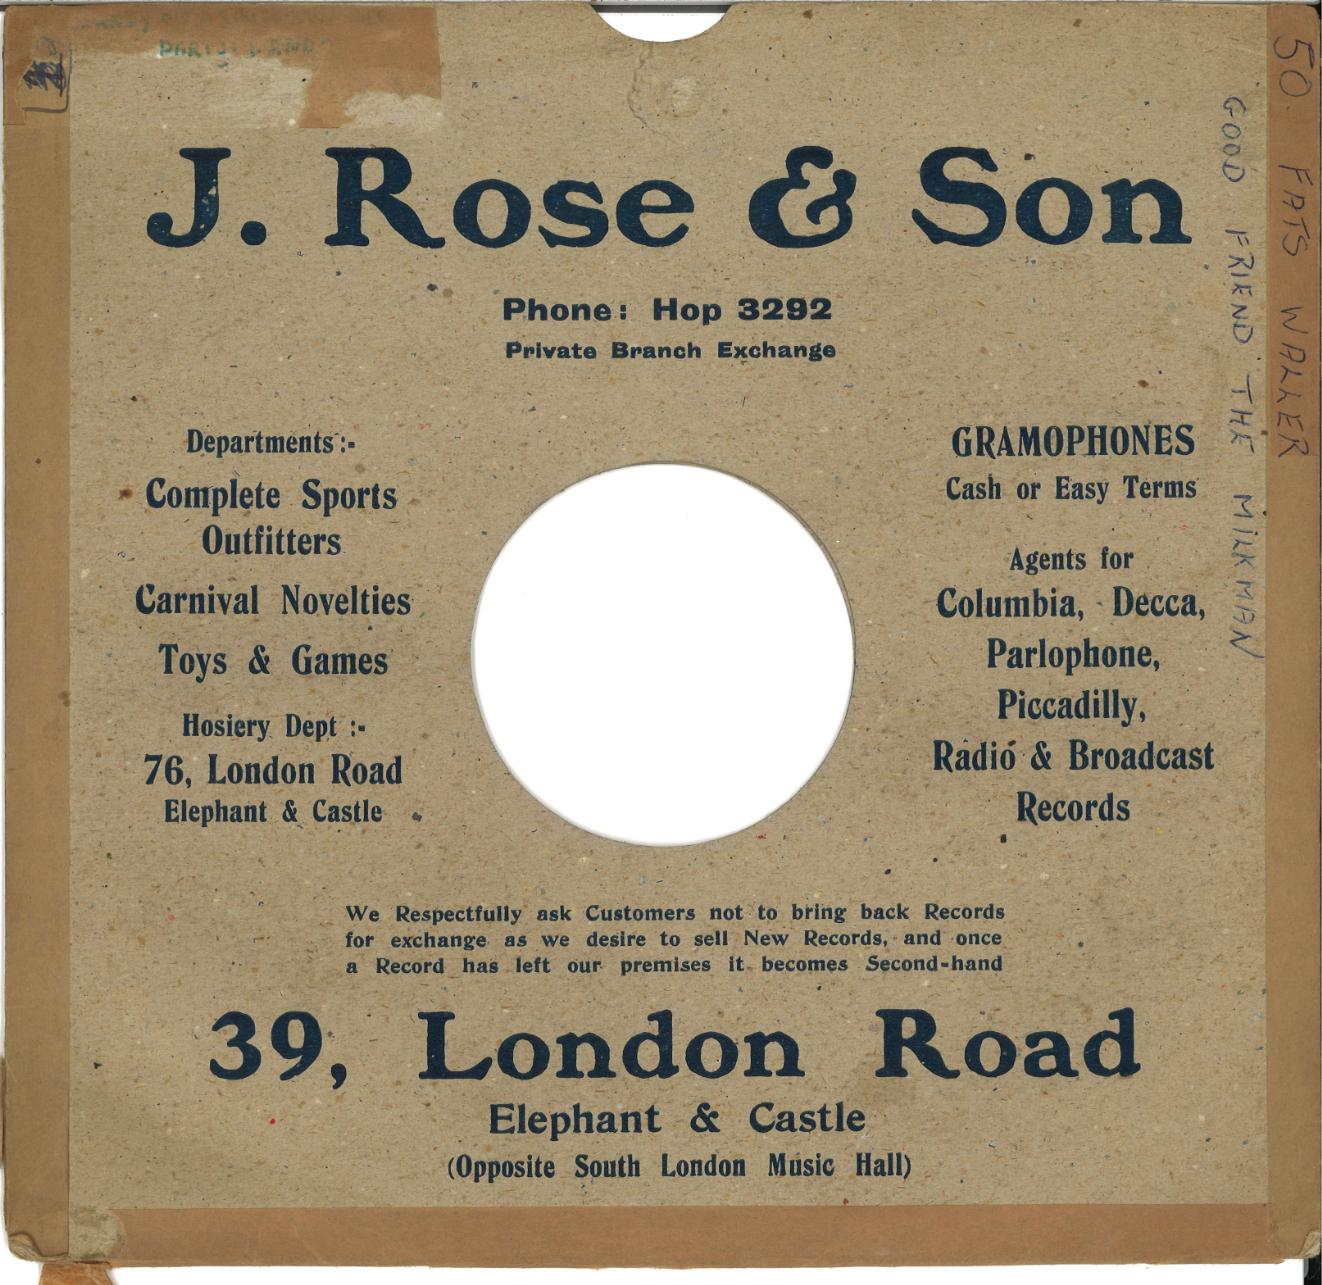 J. Rose & Son
Phone: Hop 3292
Private Branch Exchange
Departments:-
Complete Sports
Outfitters
Carnival Novelties
Toys & Games
Hosiery Dept :-
76, London Road
Elephant & Castle
GRAMOPHONES
Cash or Easy Terms
Agents for
Columbia, Decca,
Parlophone,
Piccadilly,
Radio & Broadcast
Records
We Respectfully ask Customers not to bring back Records
for exchange as we desire to sell New Records, and once
a Record has left our premises it becomes Second-hand
39, London Road
Elephant & Castle
(Opposite South London Music Hall)
50. FATS WALLER
GOOD FRIEND THE MILKMAN